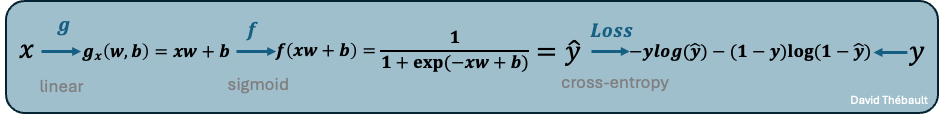 g f Loss
x → g_x(w, b) = xw + b → f(xw + b) = 1 / (1 + exp(−xw + b)) = ŷ → −ylog(ŷ) − (1 − y)log(1 − ŷ) ← y
linear sigmoid cross-entropy
David Thébault